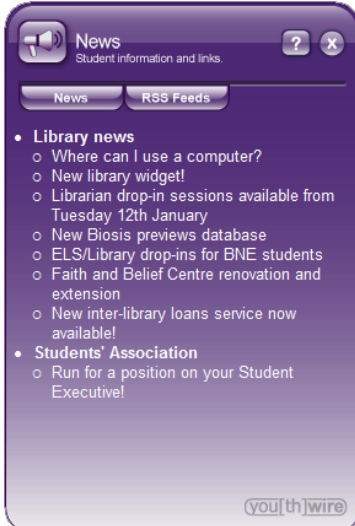 News
Student information and links.
?
x
News
RSS Feeds
Library news
Where can I use a computer?
New library widget!
Librarian drop-in sessions available from
Tuesday 12th January
New Biosis previews database
ELS/Library drop-ins for BNE students
Faith and Belief Centre renovation and
extension
New inter-library loans service now
available!
Students' Association
Run for a position on your Student
Executive!
you[th]wire